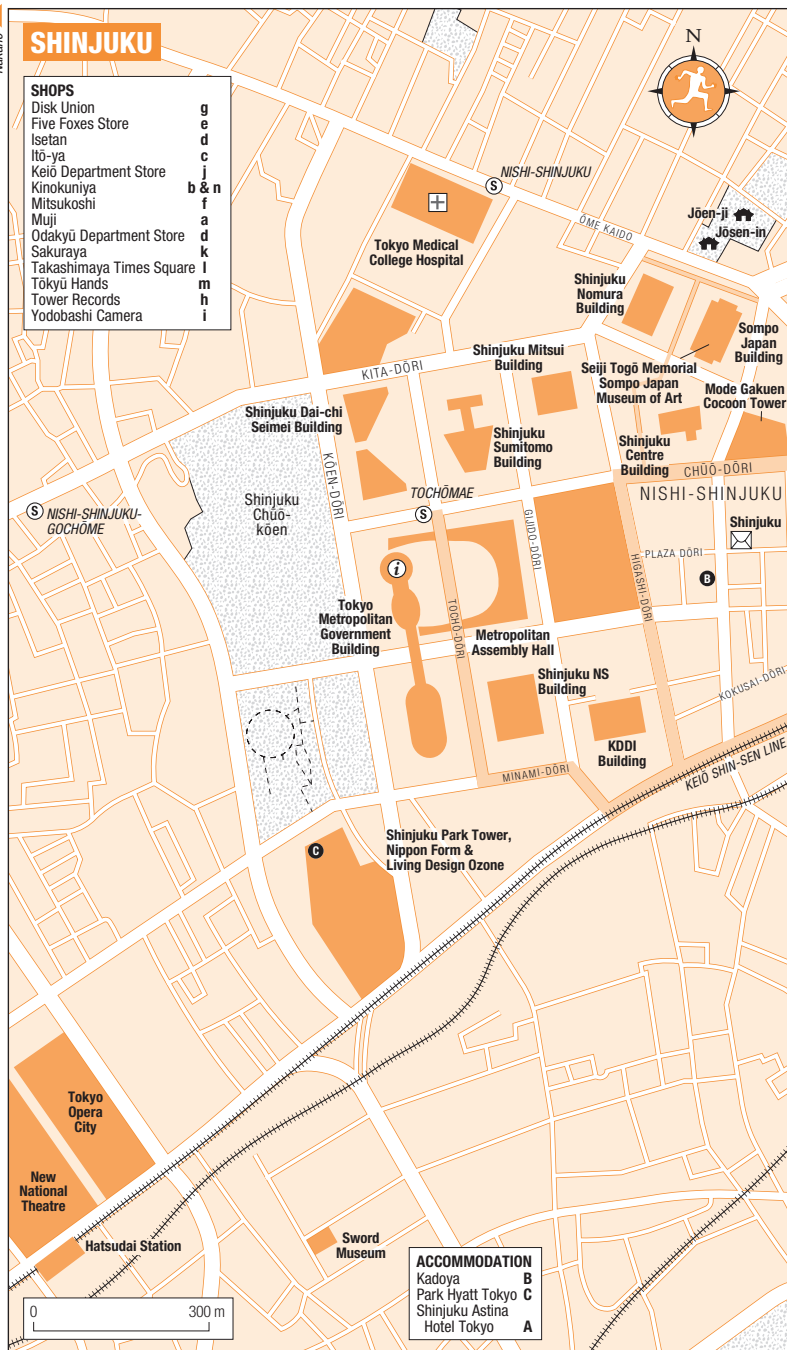 Nakano
SHINJUKU
SHOPS
Disk Union g
Five Foxes Store e
Isetan d
Itō-ya c
Keiō Department Store j
Kinokuniya b & n
Mitsukoshi f
Muji a
Odakyū Department Store d
Sakuraya k
Takashimaya Times Square l
Tōkyū Hands m
Tower Records h
Yodobashi Camera i
N
S NISHI-SHINJUKU
Tokyo Medical
College Hospital
ŌME KAIDO
Jōen-ji
Jōsen-in
Shinjuku
Nomura
Building
Sompo
Japan
Building
Seiji Togō Memorial
Sompo Japan
Museum of Art
Mode Gakuen
Cocoon Tower
KITA-DŌRI
Shinjuku Mitsui
Building
Shinjuku Dai-chi
Seimei Building
Shinjuku
Sumitomo
Building
Shinjuku
Centre
Building
CHŪŌ-DŌRI
KŌEN-DŌRI
NISHI-SHINJUKU
TOCHŌMAE
S
Shinjuku
Chūō-
kōen
S NISHI-SHINJUKU-
GOCHŌME
GIJIDO-DŌRI
HIGASHI-DŌRI
Shinjuku
PLAZA DŌRI
B
i
Tokyo
Metropolitan
Government
Building
TOCHŌ-DŌRI
Metropolitan
Assembly Hall
Shinjuku NS
Building
KDDI
Building
KOKUSAI-DŌRI
MINAMI-DŌRI
KEIŌ SHIN-SEN LINE
C
Shinjuku Park Tower,
Nippon Form &
Living Design Ozone
Tokyo
Opera
City
New
National
Theatre
Hatsudai Station
Sword
Museum
ACCOMMODATION
Kadoya B
Park Hyatt Tokyo C
Shinjuku Astina
Hotel Tokyo A
0 300 m